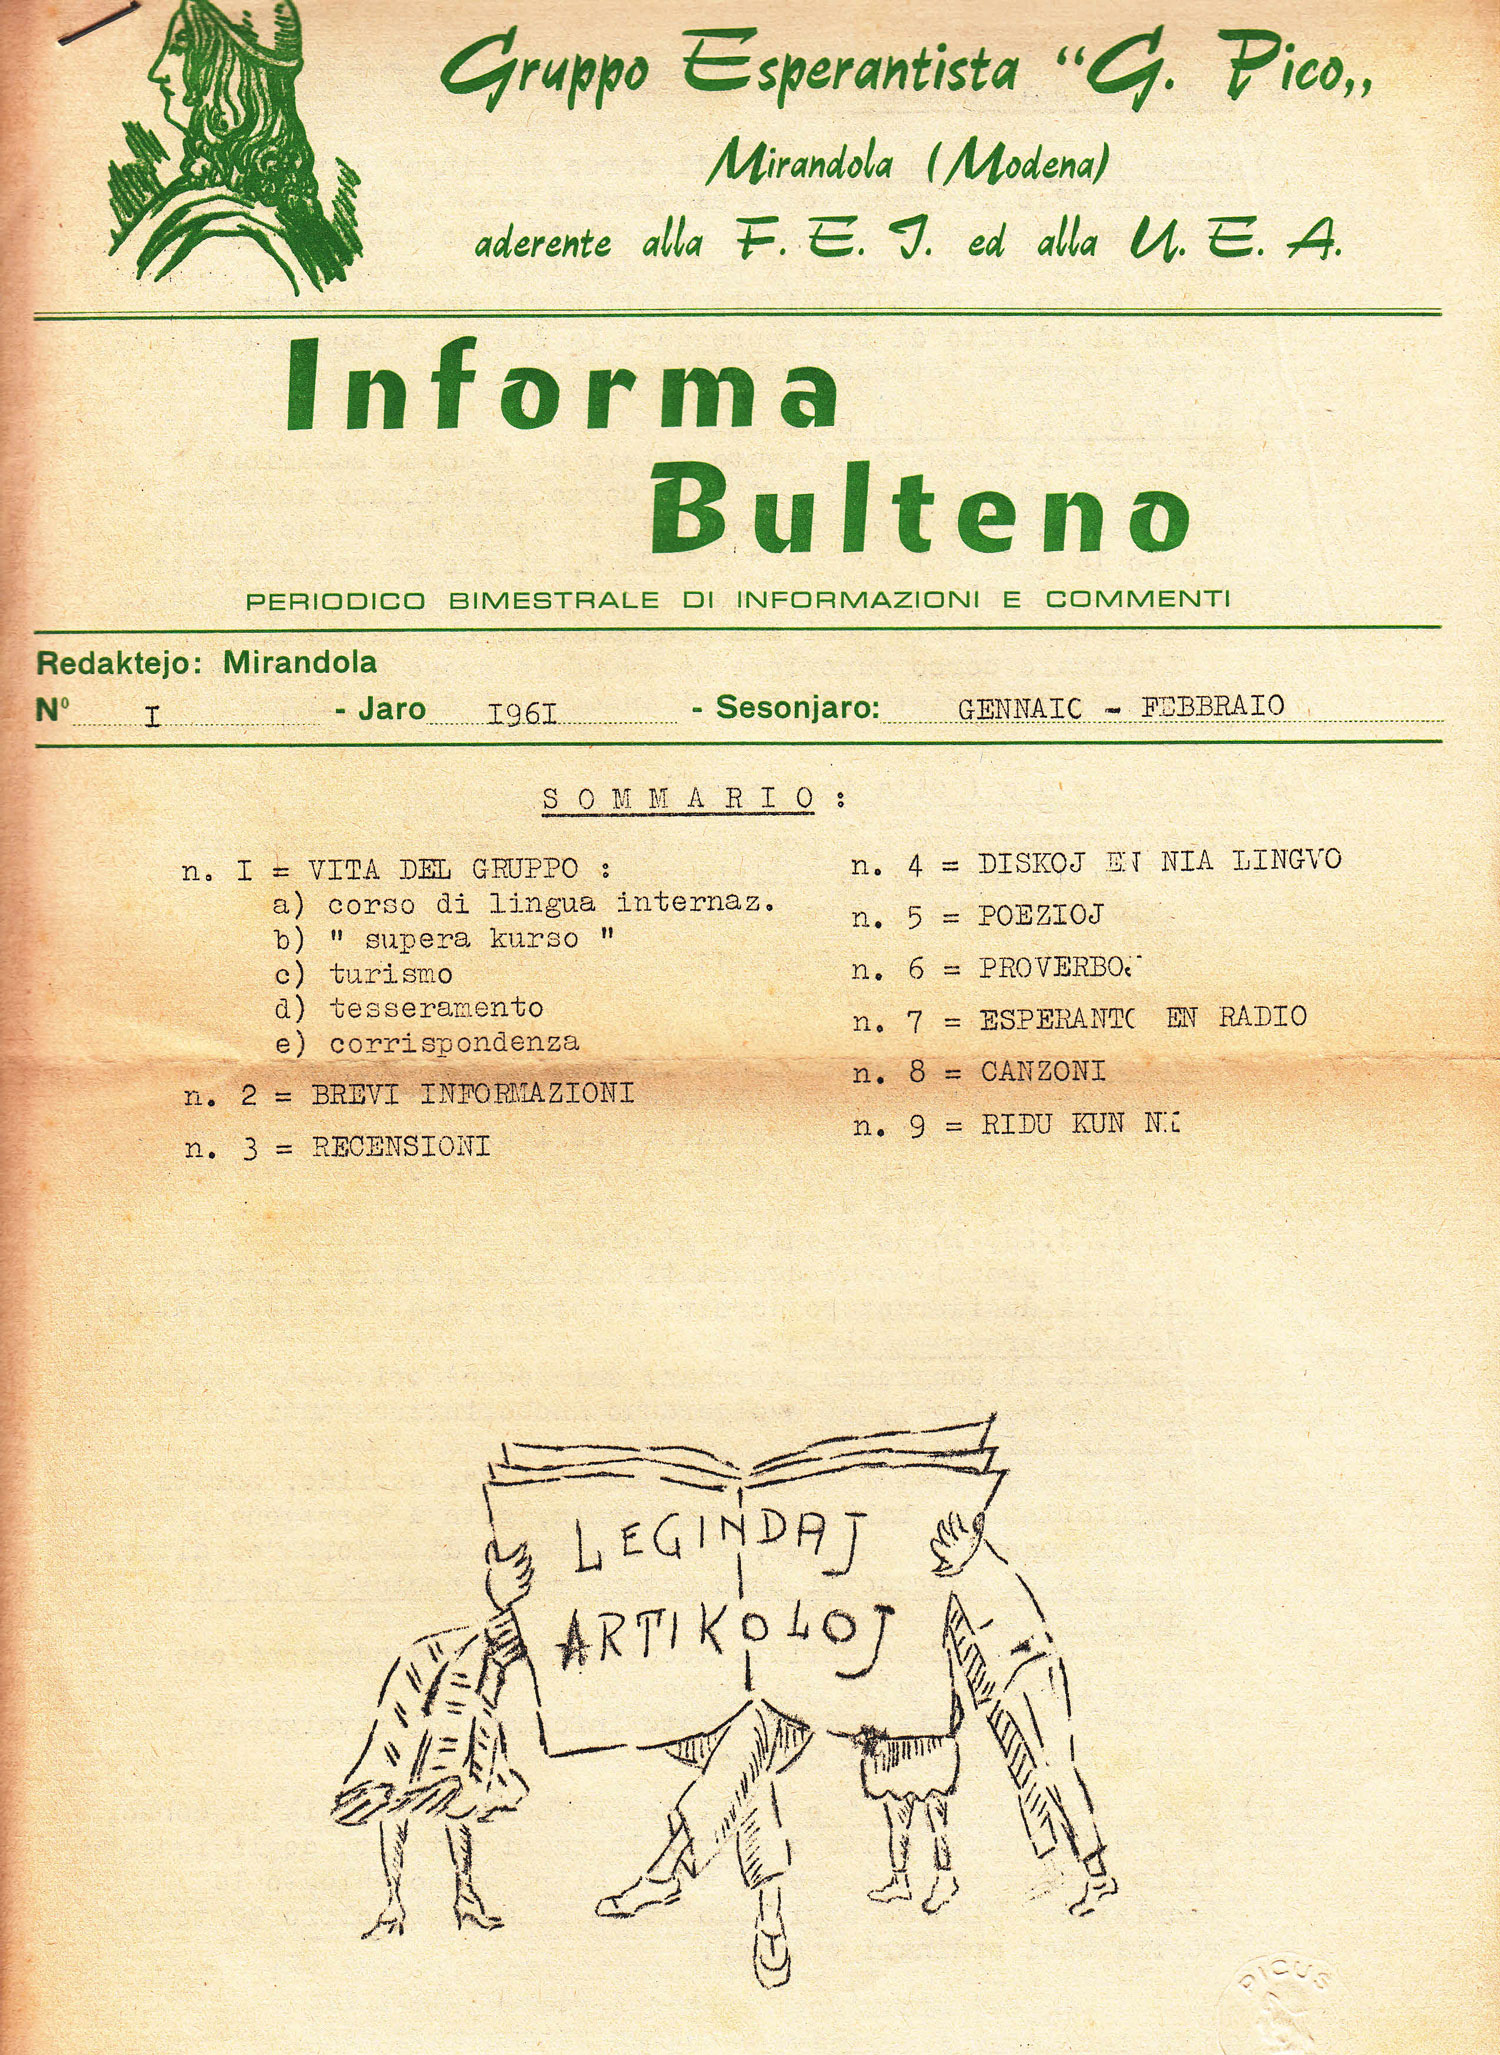 Gruppo Esperantista "G. Pico„
Mirandola (Modena)
aderente alla F. E. I. ed alla U. E. A.
Informa
Bulteno
PERIODICO BIMESTRALE DI INFORMAZIONI E COMMENTI
Redaktejo: Mirandola
N° I - Jaro I96I - Sesonjaro: GENNAIO - FEBBRAIO
SOMMARIO:
n. I = VITA DEL GRUPPO :
a) corso di lingua internaz.
b) " supera kurso "
c) turismo
d) tesseramento
e) corrispondenza
n. 2 = BREVI INFORMAZIONI
n. 3 = RECENSIONI
n. 4 = DISKOJ EN NIA LINGVO
n. 5 = POEZIOJ
n. 6 = PROVERBOJ
n. 7 = ESPERANTO EN RADIO
n. 8 = CANZONI
n. 9 = RIDU KUN NI
LEGINDAJ
ARTIKOLOJ
PICUS